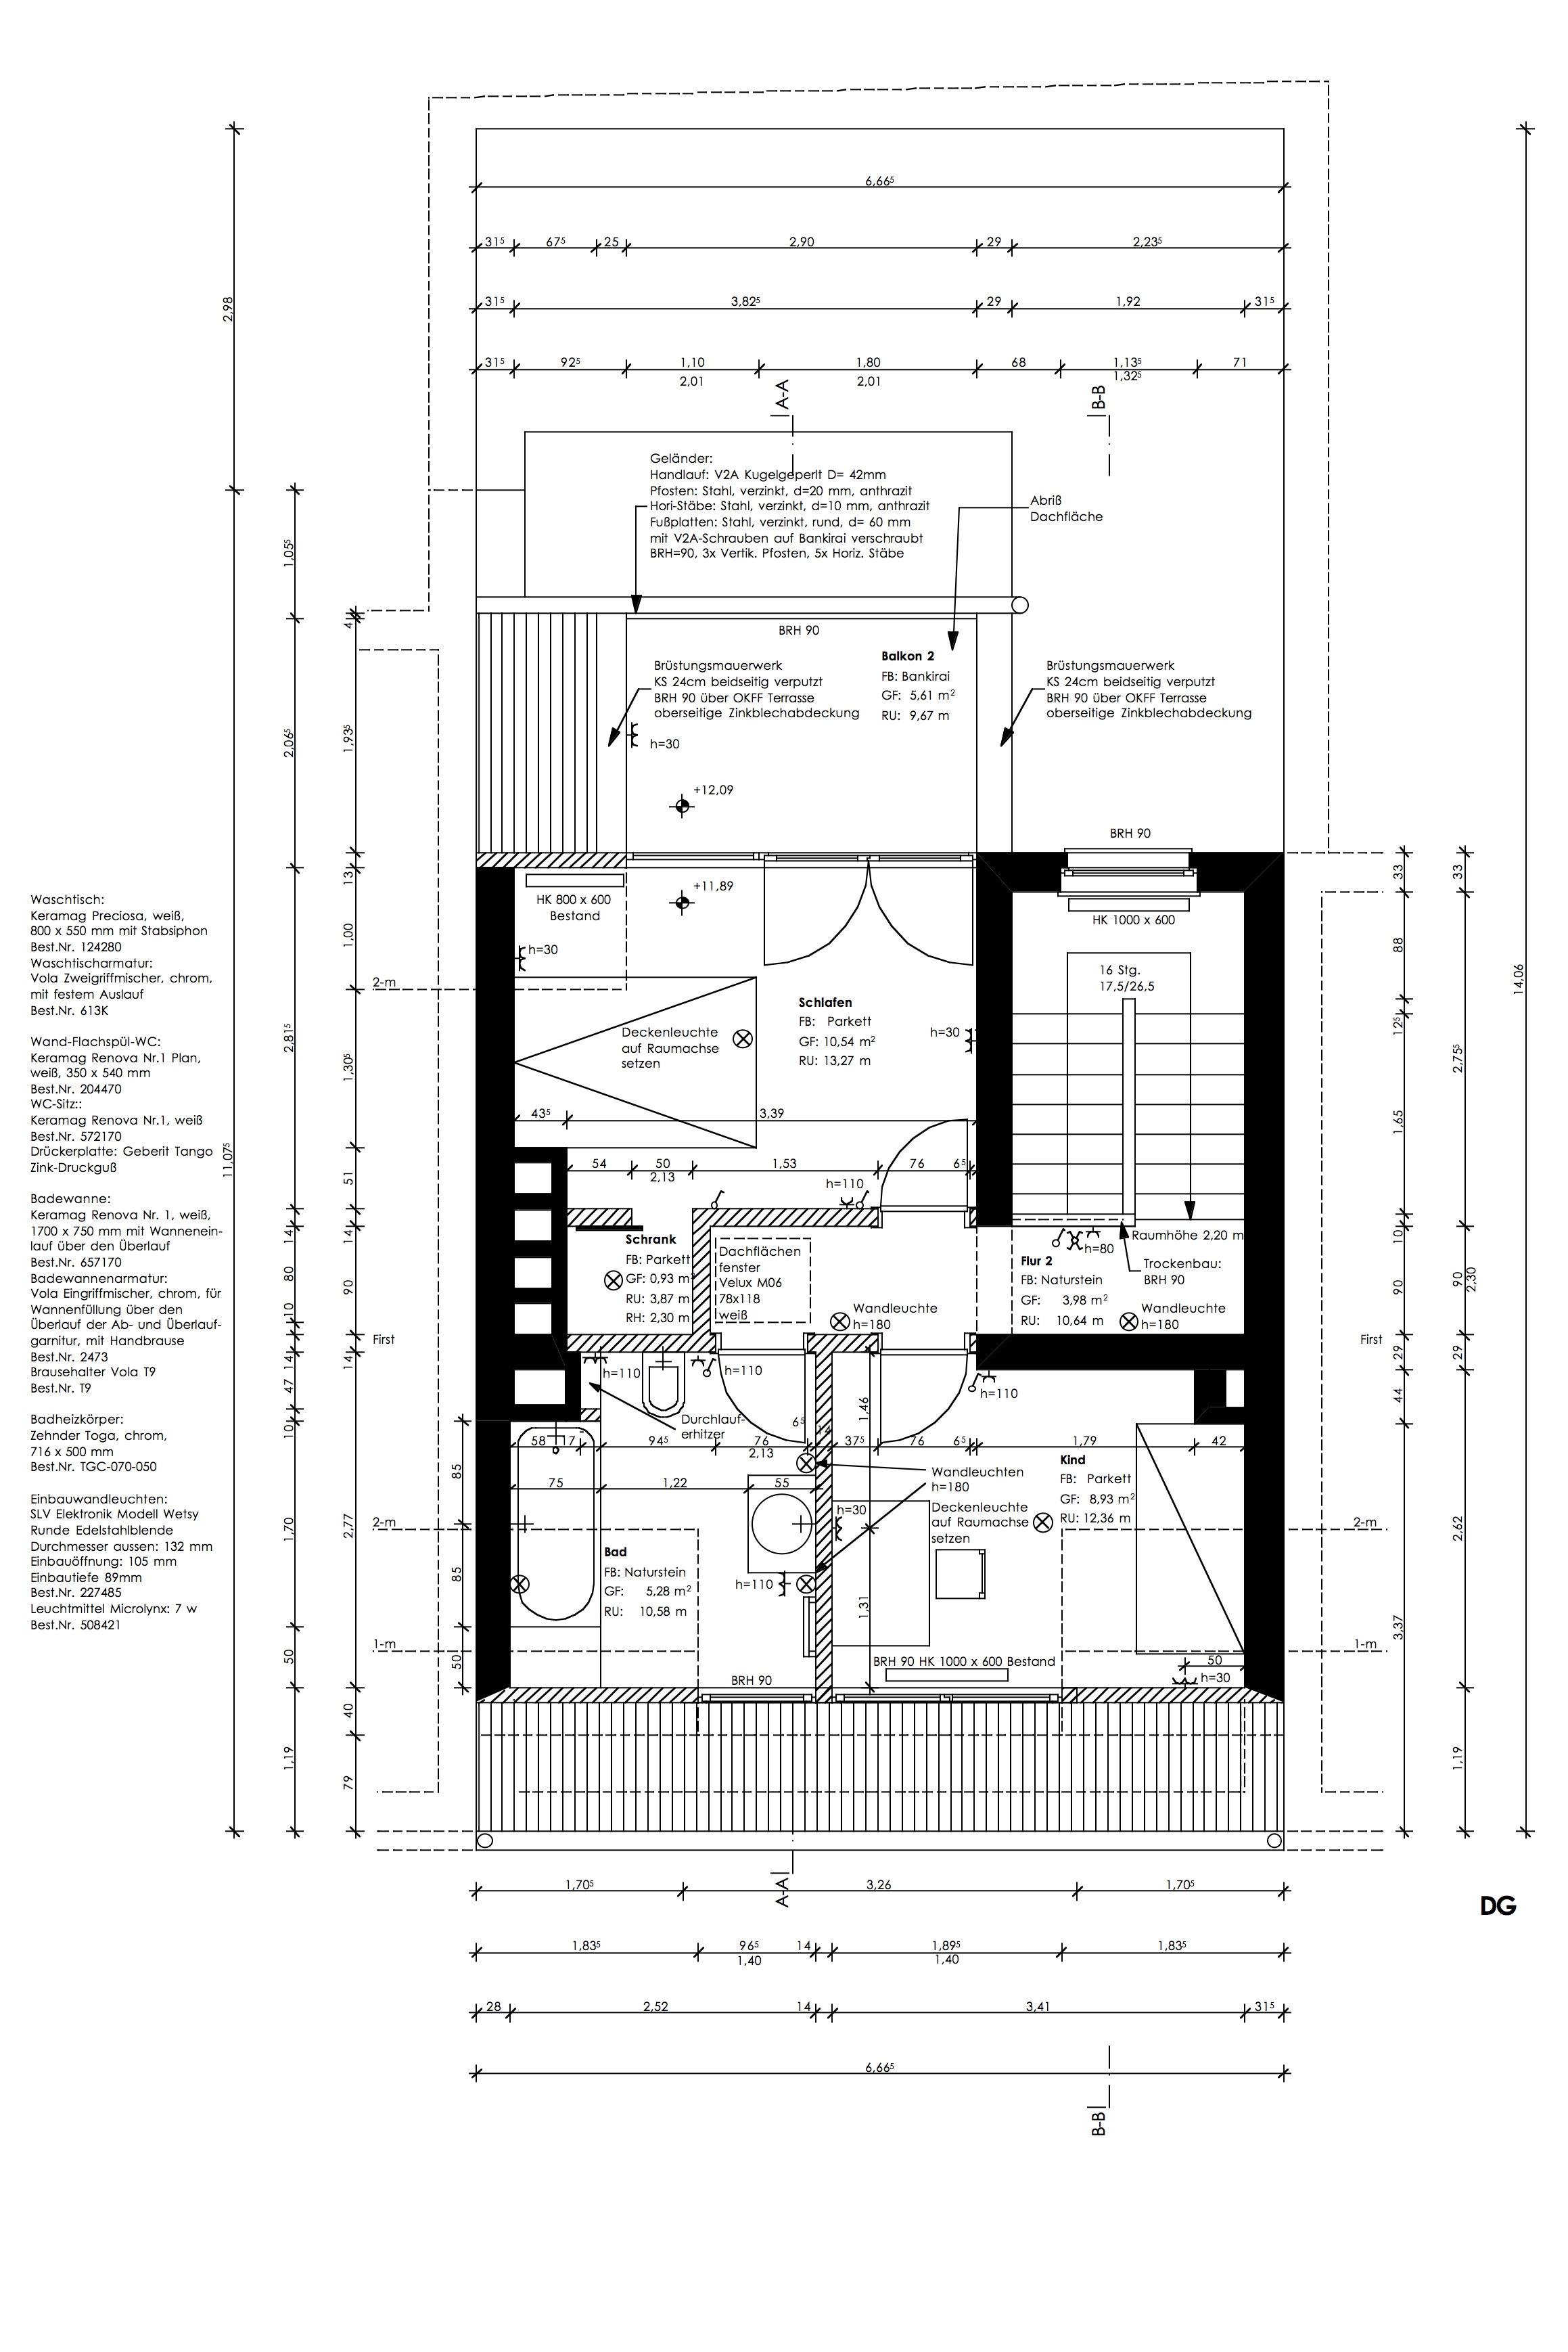 6,66⁵
31⁵ 67⁵ 25 2,90 29 2,23⁵
31⁵ 3,82⁵ 29 1,92 31⁵
31⁵ 92⁵ 1,10 1,80 68 1,13⁵ 71
2,01 2,01 1,32⁵
A-A B-B
2,98
11,07⁵
1,05⁵
2,06⁵
2,81⁵
14
80
10
14
47
10
1,70
50
1,19
4
1,93⁵
13
1,00
1,30⁵
51
14
90
14
2,77
40
79
85
85
50
Geländer:
Handlauf: V2A Kugelgeperlt D= 42mm
Pfosten: Stahl, verzinkt, d=20 mm, anthrazit
Hori-Stäbe: Stahl, verzinkt, d=10 mm, anthrazit
Fußplatten: Stahl, verzinkt, rund, d= 60 mm
mit V2A-Schrauben auf Bankirai verschraubt
BRH=90, 3x Vertik. Pfosten, 5x Horiz. Stäbe
Abriß
Dachfläche
BRH 90
Balkon 2
FB: Bankirai
GF: 5,61 m²
RU: 9,67 m
Brüstungsmauerwerk
KS 24cm beidseitig verputzt
BRH 90 über OKFF Terrasse
oberseitige Zinkblechabdeckung
h=30
Brüstungsmauerwerk
KS 24cm beidseitig verputzt
BRH 90 über OKFF Terrasse
oberseitige Zinkblechabdeckung
+12,09
BRH 90
+11,89
HK 800 x 600
Bestand
h=30
HK 1000 x 600
2-m
16 Stg.
17,5/26,5
Schlafen
FB: Parkett
GF: 10,54 m²
RU: 13,27 m
Deckenleuchte
auf Raumachse
setzen
h=30
43⁵ 3,39
54 50 1,53 76 6⁵
2,13
h=110
Schrank
FB: Parkett
GF: 0,93 m²
RU: 3,87 m
RH: 2,30 m
Dachflächen
fenster
Velux M06
78x118
weiß
Wandleuchte
h=180
Raumhöhe 2,20 m
h=80
Flur 2
FB: Naturstein
GF: 3,98 m²
RU: 10,64 m
Trockenbau:
BRH 90
Wandleuchte
h=180
First
First
h=110
h=110
h=110
Durchlauf-
erhitzer
58 17 94⁵ 76 6⁵ 14 37⁵ 76 6⁵ 1,79 42
2,13
75 1,22 55
1,46
1,31
Wandleuchten
h=180
Kind
FB: Parkett
GF: 8,93 m²
RU: 12,36 m
Deckenleuchte
auf Raumachse
setzen
h=30
2-m
2-m
Bad
FB: Naturstein
GF: 5,28 m²
RU: 10,58 m
h=110
1-m
1-m
BRH 90
BRH 90 HK 1000 x 600 Bestand
50
h=30
Waschtisch:
Keramag Preciosa, weiß,
800 x 550 mm mit Stabsiphon
Best.Nr. 124280
Waschtischarmatur:
Vola Zweigriffmischer, chrom,
mit festem Auslauf
Best.Nr. 613K
Wand-Flachspül-WC:
Keramag Renova Nr.1 Plan,
weiß, 350 x 540 mm
Best.Nr. 204470
WC-Sitz::
Keramag Renova Nr.1, weiß
Best.Nr. 572170
Drückerplatte: Geberit Tango
Zink-Druckguß
Badewanne:
Keramag Renova Nr. 1, weiß,
1700 x 750 mm mit Wannenein-
lauf über den Überlauf
Best.Nr. 657170
Badewannenarmatur:
Vola Eingriffmischer, chrom, für
Wannenfüllung über den
Überlauf der Ab- und Überlauf-
garnitur, mit Handbrause
Best.Nr. 2473
Brausehalter Vola T9
Best.Nr. T9
Badheizkörper:
Zehnder Toga, chrom,
716 x 500 mm
Best.Nr. TGC-070-050
Einbauwandleuchten:
SLV Elektronik Modell Wetsy
Runde Edelstahlblende
Durchmesser aussen: 132 mm
Einbauöffnung: 105 mm
Einbautiefe 89mm
Best.Nr. 227485
Leuchtmittel Microlynx: 7 w
Best.Nr. 508421
33
88
12⁵
1,65
10
90
29
44
3,37
33
2,75⁵
90
2,30
29
2,62
1,19
14,06
A-A
1,70⁵ 3,26 1,70⁵
DG
1,83⁵ 96⁵ 14 1,89⁵ 1,83⁵
1,40 1,40
28 2,52 14 3,41 31⁵
6,66⁵
B-B